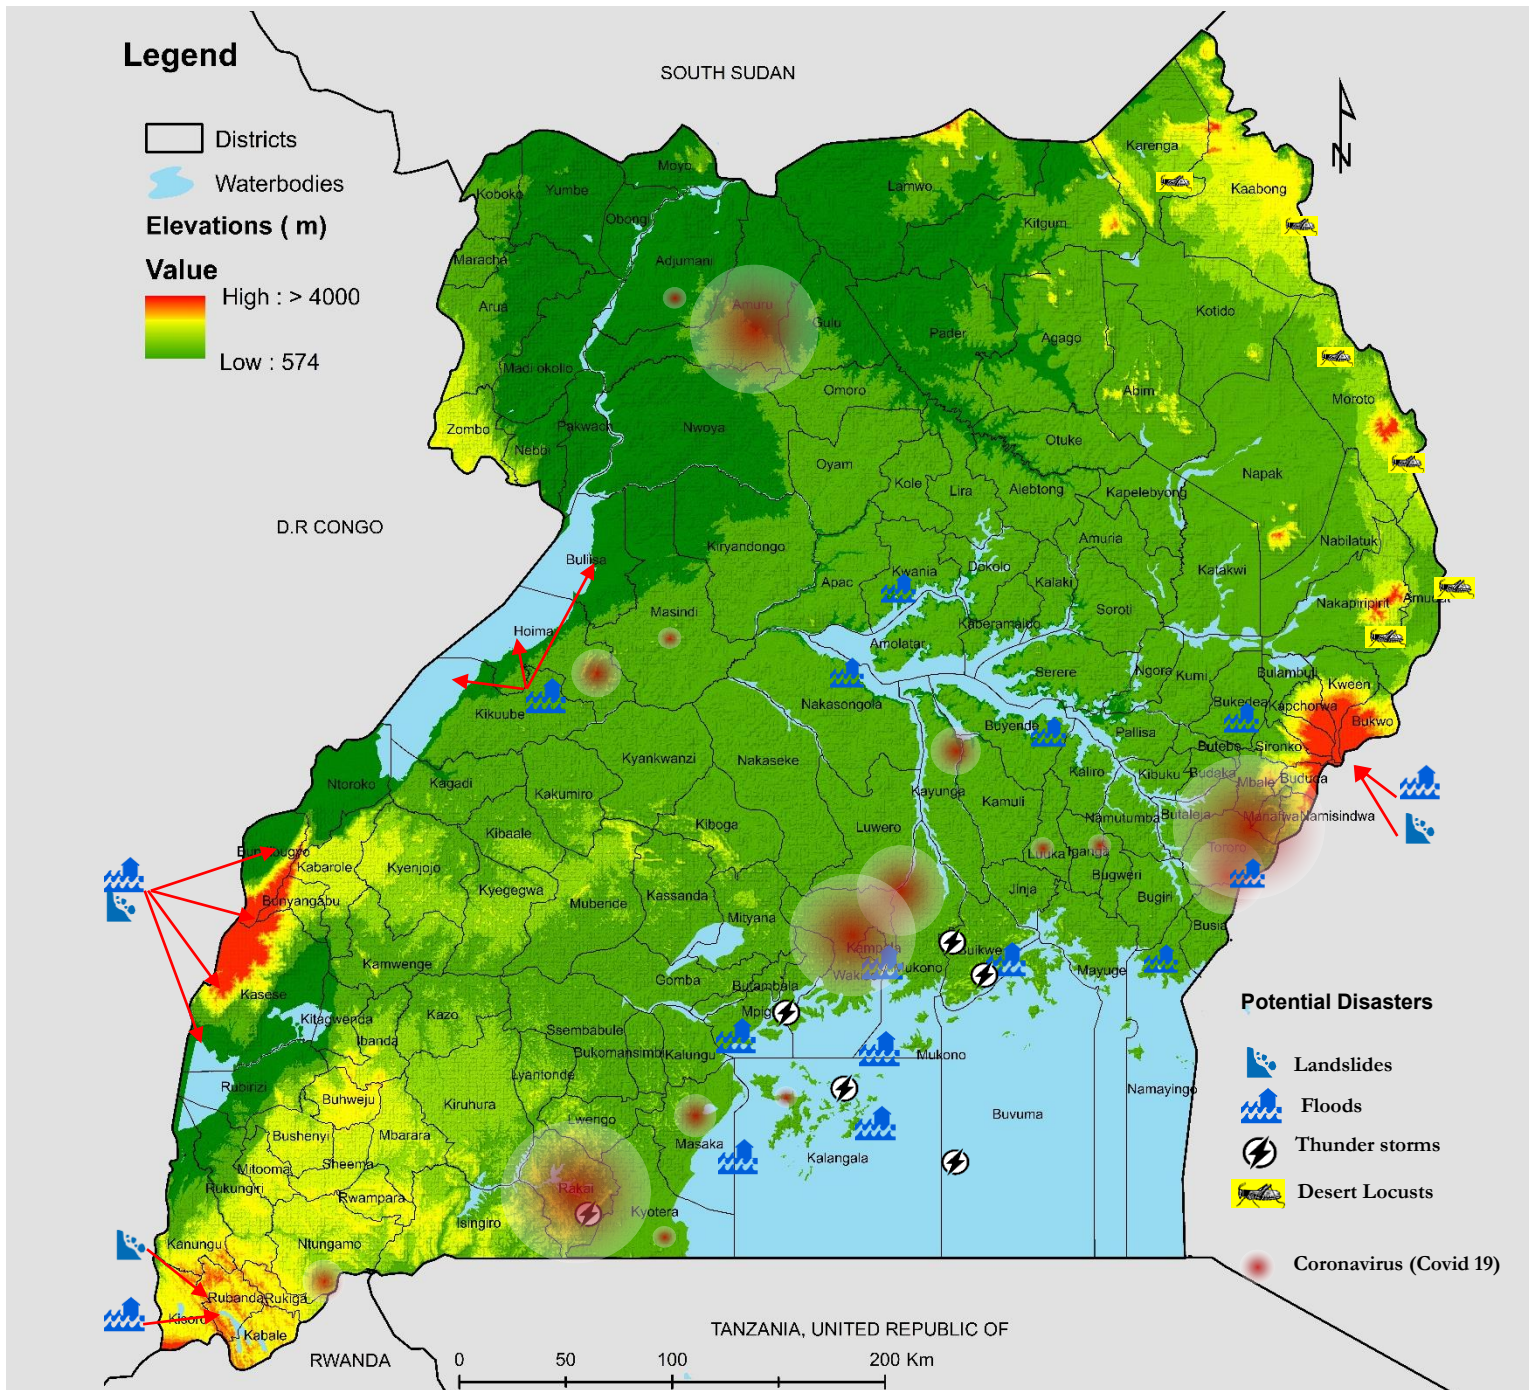 Legend
Districts
Waterbodies
Elevations ( m)
Value
High : > 4000
Low : 574
SOUTH SUDAN
N
Karenga
Kaabong
Moyo
Koboko
Yumbe
Lamwo
Obongi
Kitgum
Maracha
Adjumani
Arua
Amuru
Gulu
Kotido
Pader
Agago
Madi okollo
Omoro
Abim
Moroto
Zombo
Pakwach
Nwoya
Nebbi
Otuke
Oyam
Napak
Kole
Lira
Alebtong
Kapelebyong
D.R CONGO
Kiryandongo
Amuria
Nabilatuk
Buliisa
Kwania
Dokolo
Apac
Kalaki
Katakwi
Masindi
Soroti
Nakapiripirit
Amudat
Hoima
Kaberamaido
Amolatar
Serere
Ngora
Kumi
Bulambuli
Kween
Kikuube
Nakasongola
Buyende
Bukedea
Kapchorwa
Bukwo
Pallisa
Butebo
Sironko
Kyankwanzi
Nakaseke
Kaliro
Kibuku
Budaka
Mbale
Bududa
Ntoroko
Kagadi
Kakumiro
Kayunga
Kamuli
Namutumba
Butaleja
Manafwa
Namisindwa
Kibaale
Kiboga
Luwero
Bundibugyo
Kabarole
Kyenjojo
Luuka
Iganga
Tororo
Bugweri
Kyegegwa
Kassanda
Jinja
Bunyangabu
Mubende
Bugiri
Mityana
Busia
Kampala
Buikwe
Kamwenge
Mukono
Mayuge
Kasese
Gomba
Butambala
Kitagwenda
Kazo
Ssembabule
Ibanda
Bukomansimbi
Kalungu
Mukono
Lyantonde
Rubirizi
Namayingo
Buhweju
Kiruhura
Lwengo
Buvuma
Bushenyi
Mbarara
Masaka
Kalangala
Mitooma
Sheema
Rukungiri
Rwampara
Rakai
Isingiro
Kyotera
Kanungu
Ntungamo
Rubanda
Rukiga
Kisoro
Kabale
TANZANIA, UNITED REPUBLIC OF
RWANDA
0 50 100 200 Km
Potential Disasters
Landslides
Floods
Thunder storms
Desert Locusts
Coronavirus (Covid 19)